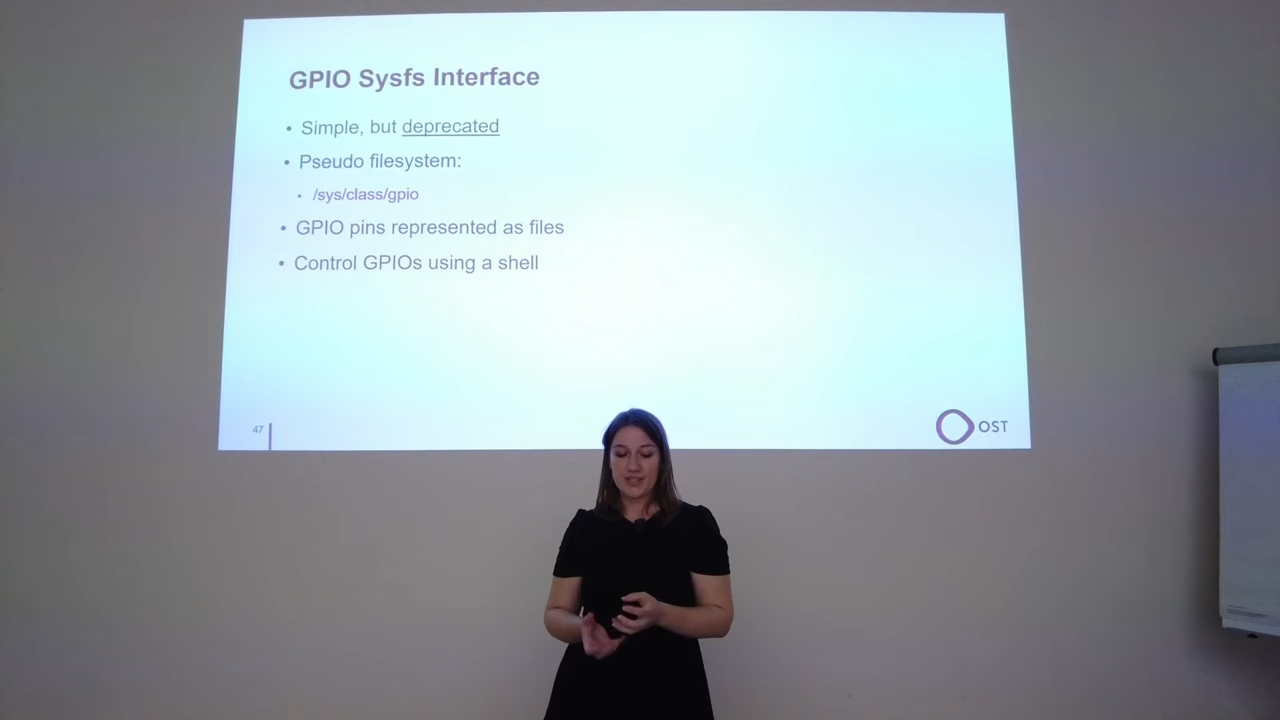 GPIO Sysfs Interface
• Simple, but deprecated
• Pseudo filesystem:
• /sys/class/gpio
• GPIO pins represented as files
• Control GPIOs using a shell
47
OST